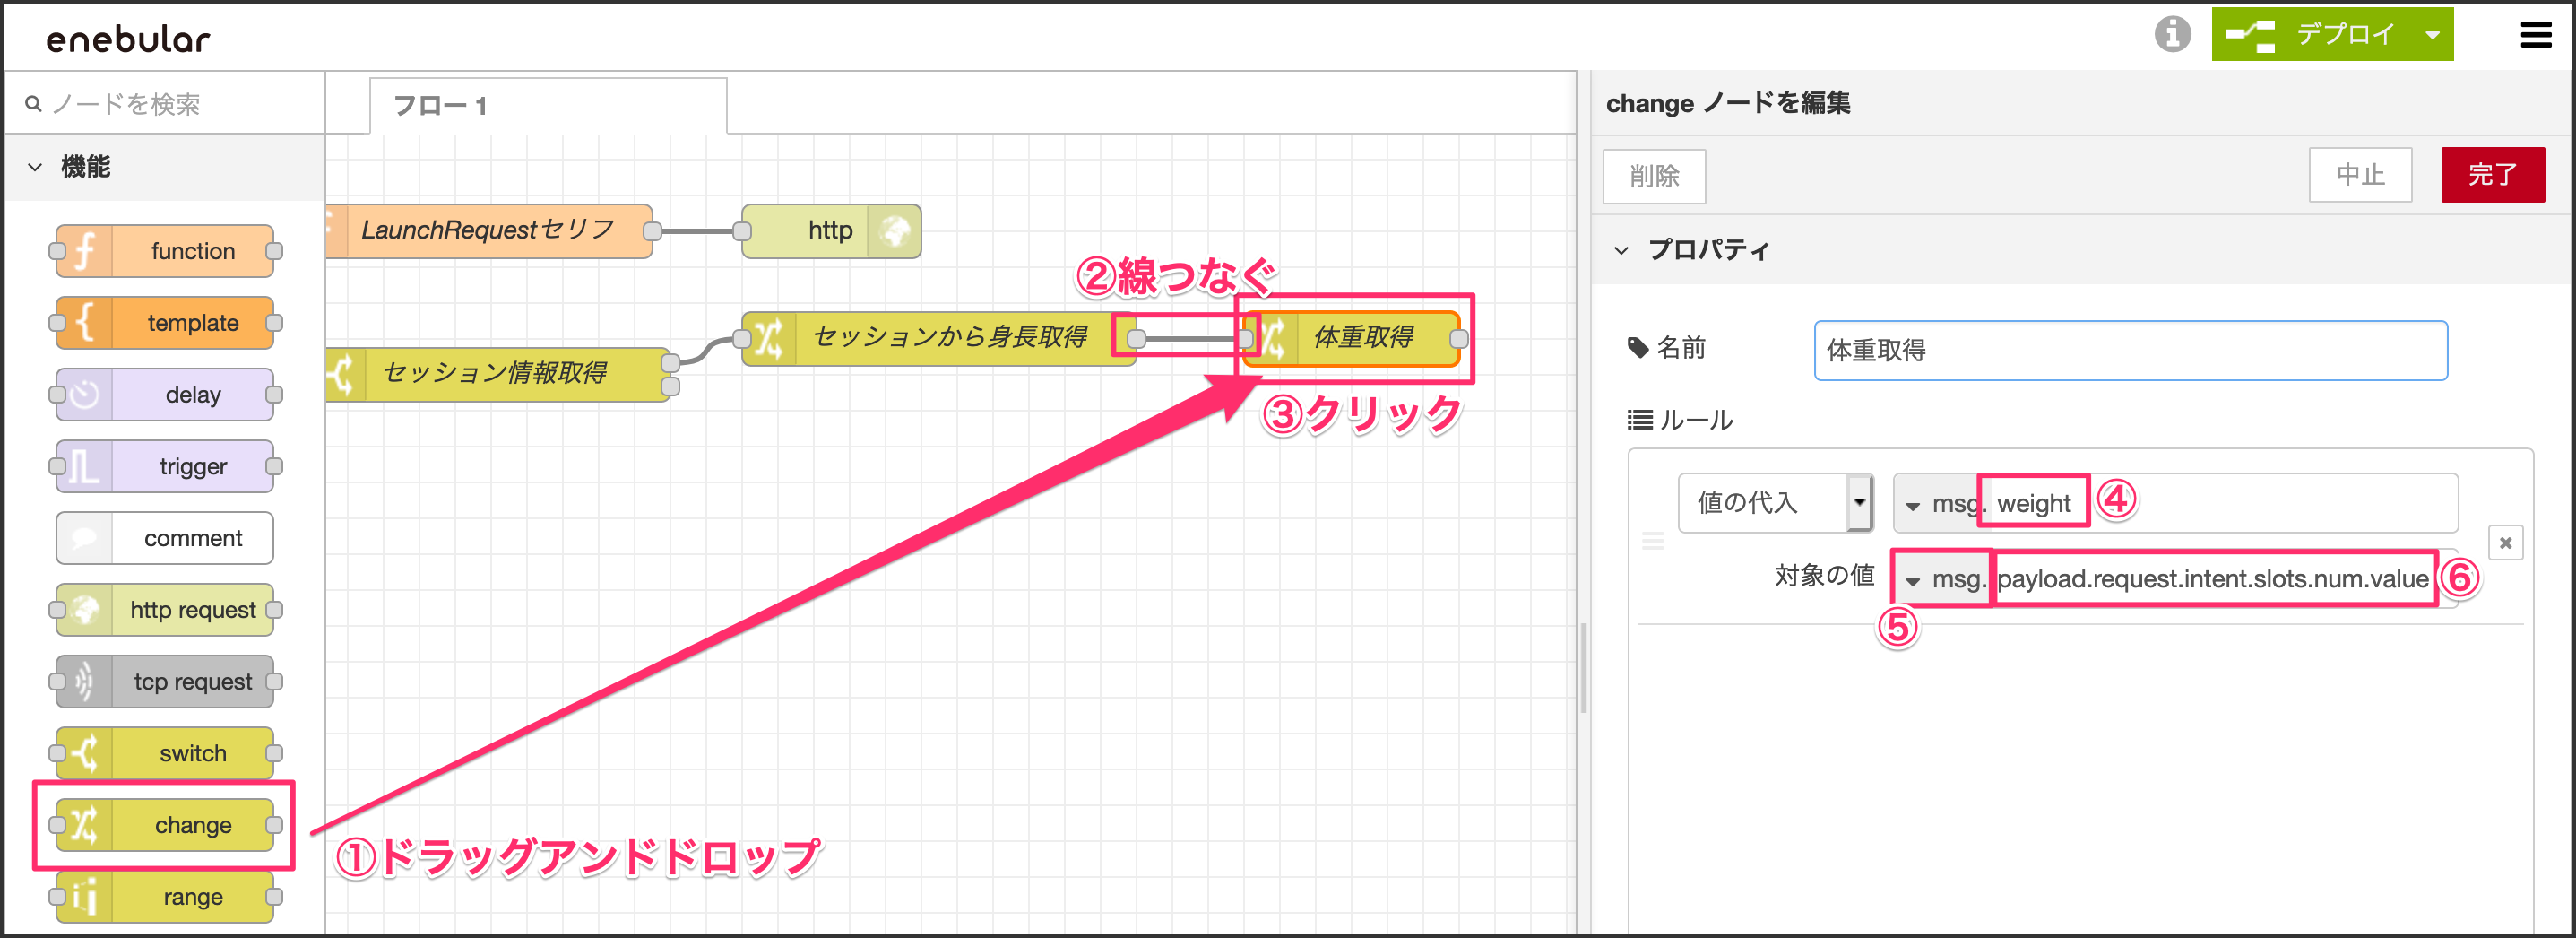 enebular
デプロイ
ノードを検索
フロー 1
change ノードを編集
機能
削除
中止
完了
LaunchRequestセリフ
http
プロパティ
function
②線つなぐ
template
セッションから身長取得
体重取得
名前
体重取得
セッション情報取得
delay
③クリック
ルール
trigger
値の代入
msg. weight
④
comment
対象の値
msg. payload.request.intent.slots.num.value
⑥
⑤
http request
tcp request
switch
change
①ドラッグアンドドロップ
range